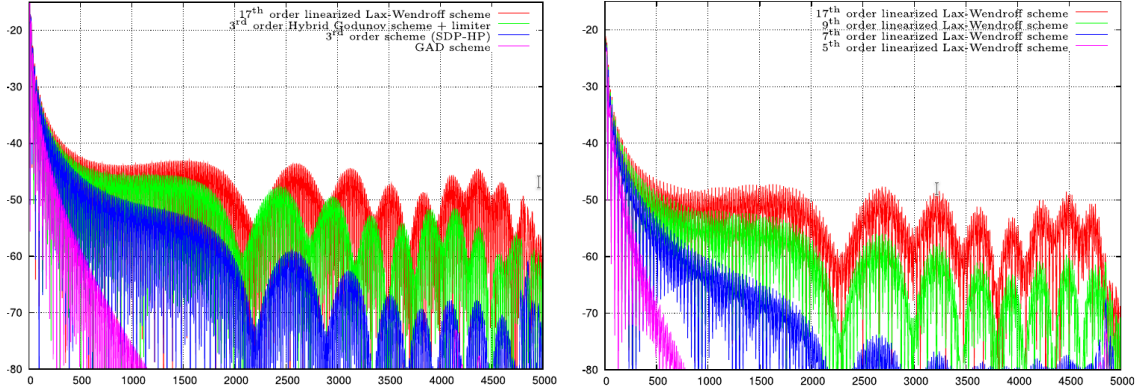 17th order linearized Lax-Wendroff scheme
3rd order Hybrid Godunov scheme + limiter
3rd order scheme (SDP-HP)
GAD scheme
-20
-30
-40
-50
-60
-70
-80
0 500 1000 1500 2000 2500 3000 3500 4000 4500 5000
17th order linearized Lax-Wendroff scheme
9th order linearized Lax-Wendroff scheme
7th order linearized Lax-Wendroff scheme
5th order linearized Lax-Wendroff scheme
-20
-30
-40
-50
-60
-70
-80
0 500 1000 1500 2000 2500 3000 3500 4000 4500 5000